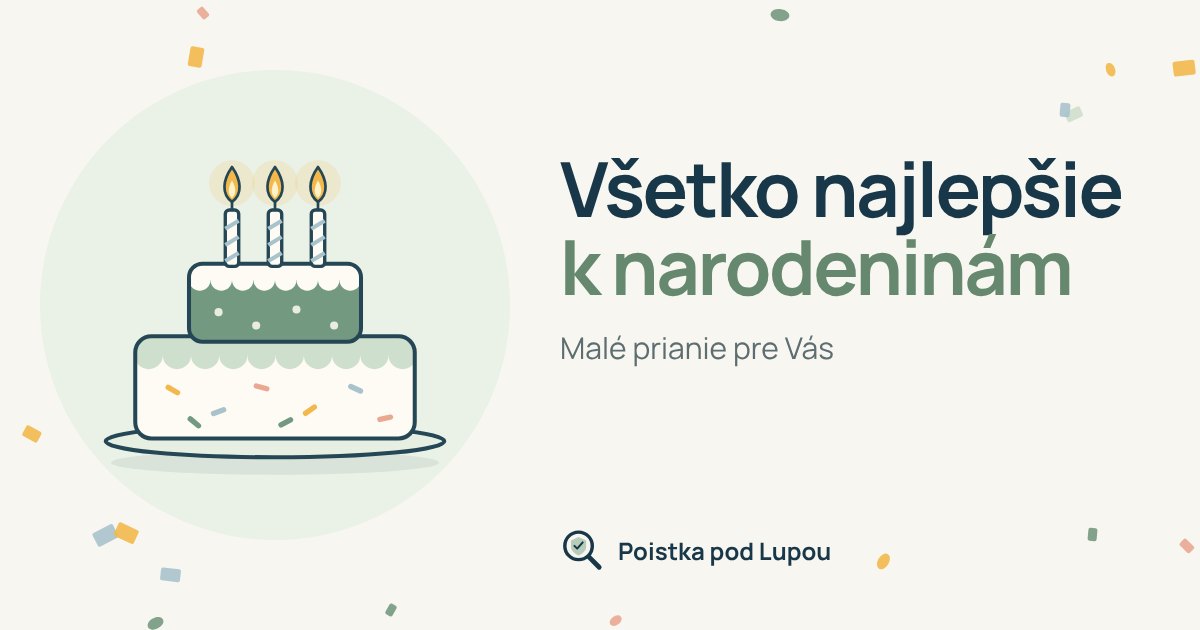 Všetko najlepšie
k narodeninám
Malé prianie pre Vás
Poistka pod Lupou